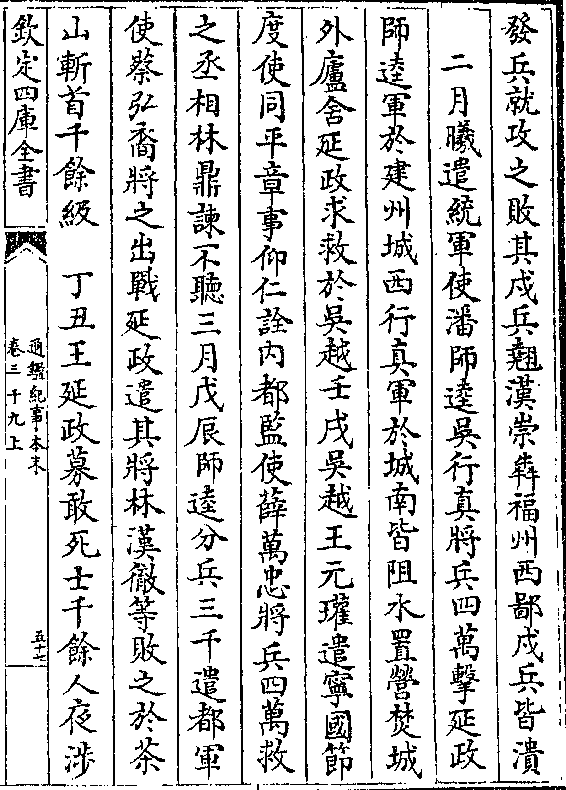 發兵就攻之敗其戍兵翹漢崇犇福州西鄙戍兵皆潰
二月曦遣統軍使潘師逵吳行真將兵四萬擊延政
師逵軍於建州城西行真軍於城南皆阻水置營焚城
外廬舍延政求救於吳越壬戌吳越王元瓘遣寧國節
度使同平章事仰仁詮内都監使薛萬忠將兵四萬救
之丞相林鼎諫不聽三月戊辰師逵分兵三千遣都軍
使蔡弘裔將之出戰延政遣其將林漢徹等敗之於茶
山斬首千餘級　丁丑王延政募敢死士千餘人夜涉
欽定四庫全書
通鑑紀事本末
卷三十九上
五十七